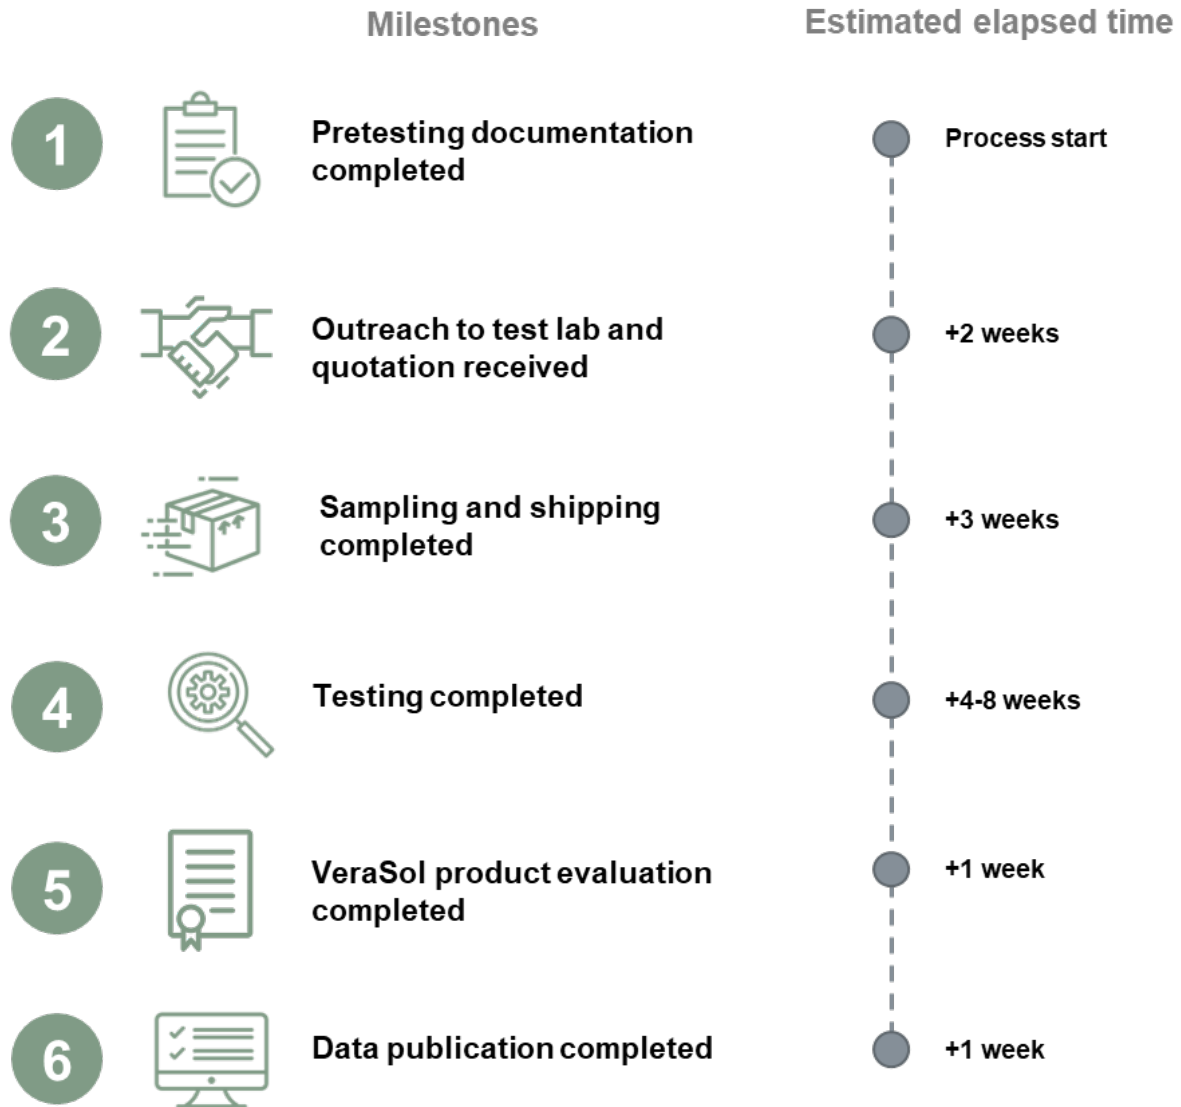 Milestones
Estimated elapsed time
1
Pretesting documentation
completed
Process start
2
Outreach to test lab and
quotation received
+2 weeks
3
Sampling and shipping
completed
+3 weeks
4
Testing completed
+4-8 weeks
5
VeraSol product evaluation
completed
+1 week
6
Data publication completed
+1 week